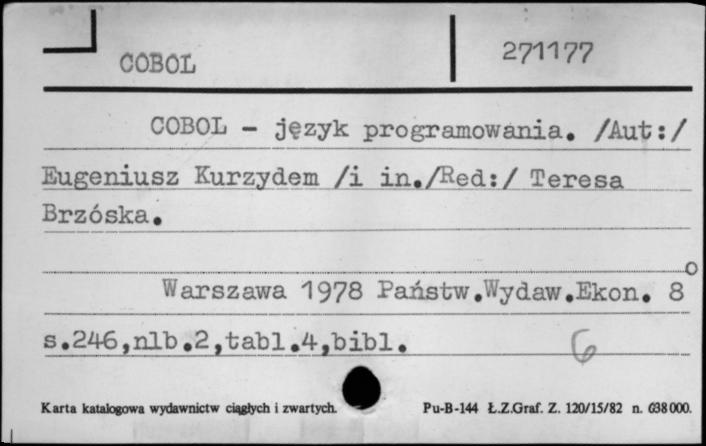 COBOL 271177
COBOL - język programowania. /Aut:/
Eugeniusz Kurzydem /i in./Red:/ Teresa
Brzóska.
Warszawa 1978 Państw.Wydaw.Ekon. 8°
s.246,nlb.2,tabl.4,bibl.
6
Karta katalogowa wydawnictw ciągłych i zwartych. Pu-B-144 Ł.Z.Graf. Z. 120/15/82 n. 638000.